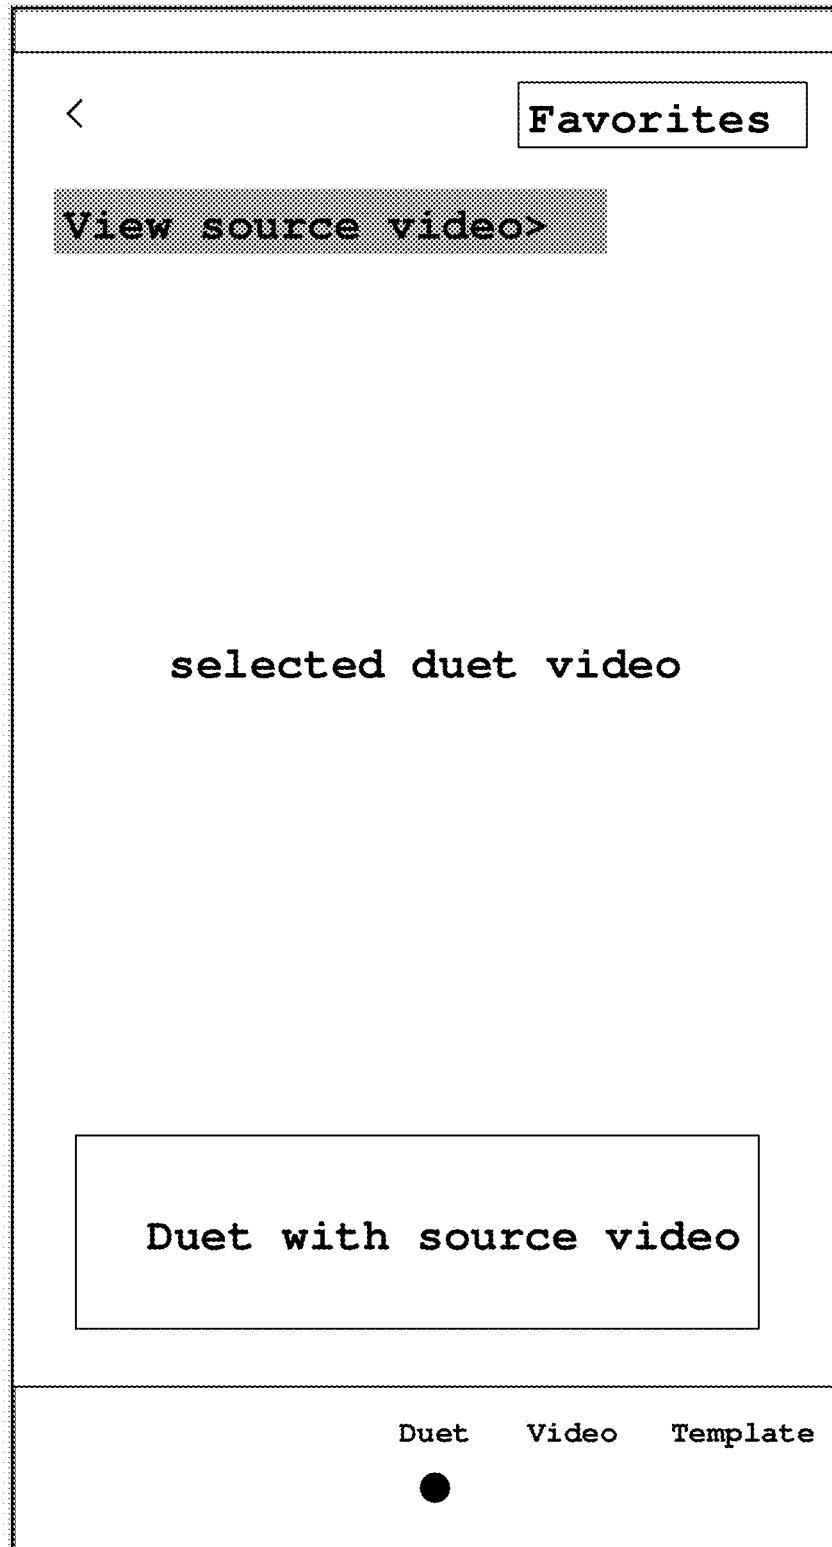 < Favorites
View source video>
selected duet video
Duet with source video
Duet Video Template